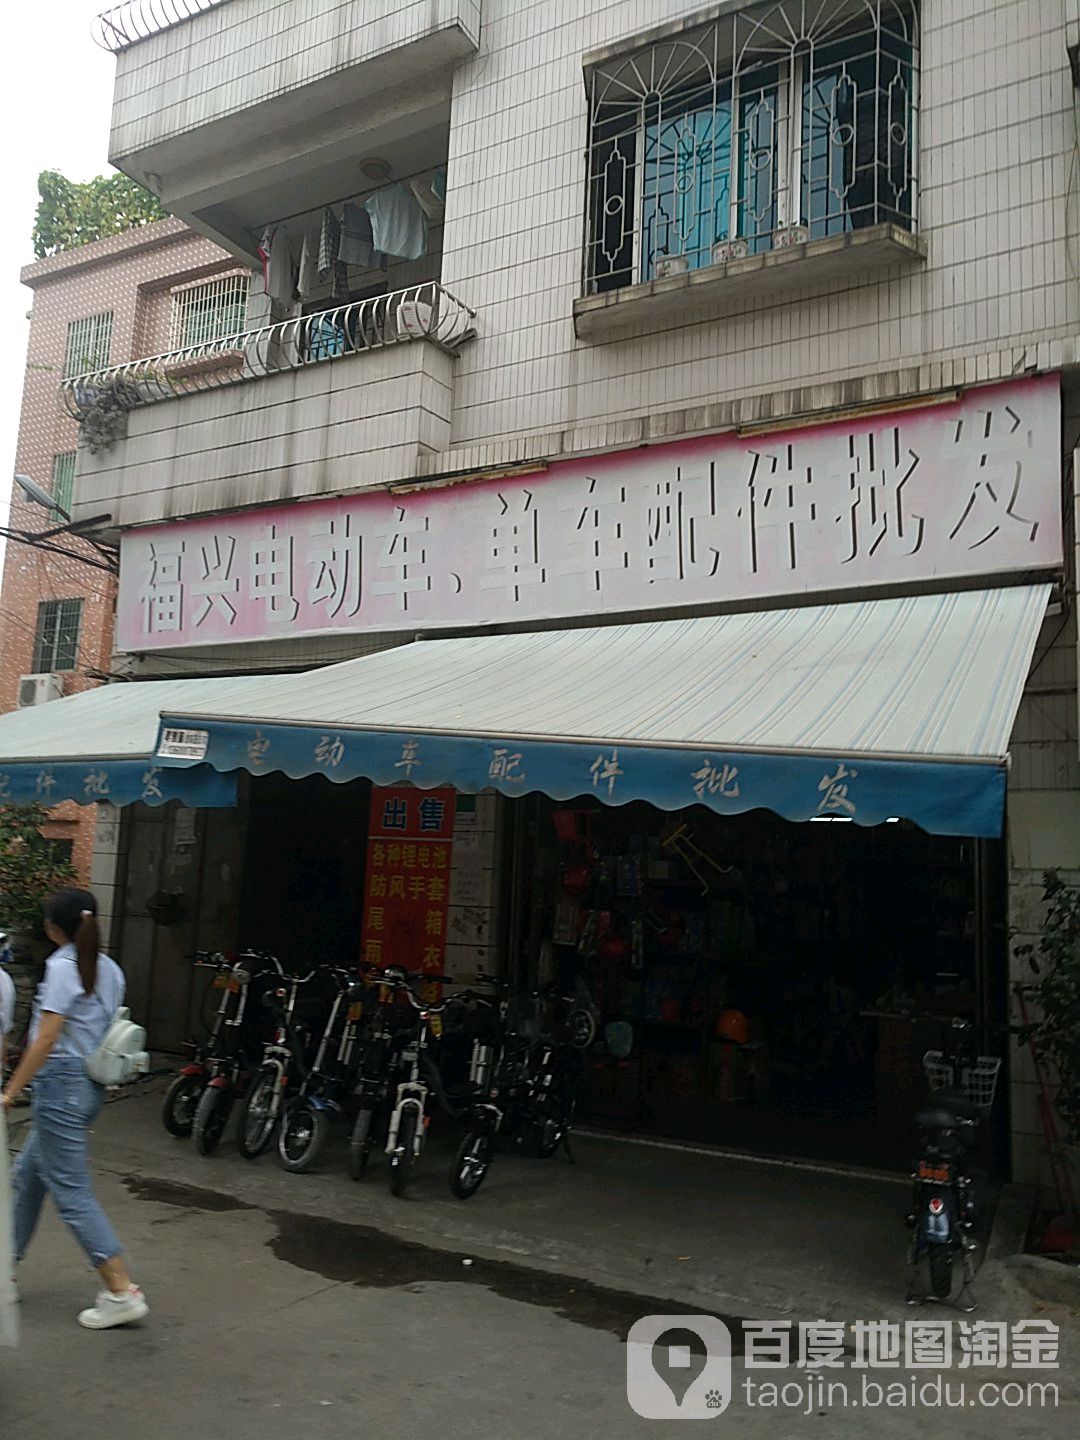 福兴电动车、单车配件批发
电动车配件批发
配件批发
出售
各种锂电池
防风手套
尾箱
雨衣
百度地图淘金
taojin.baidu.com